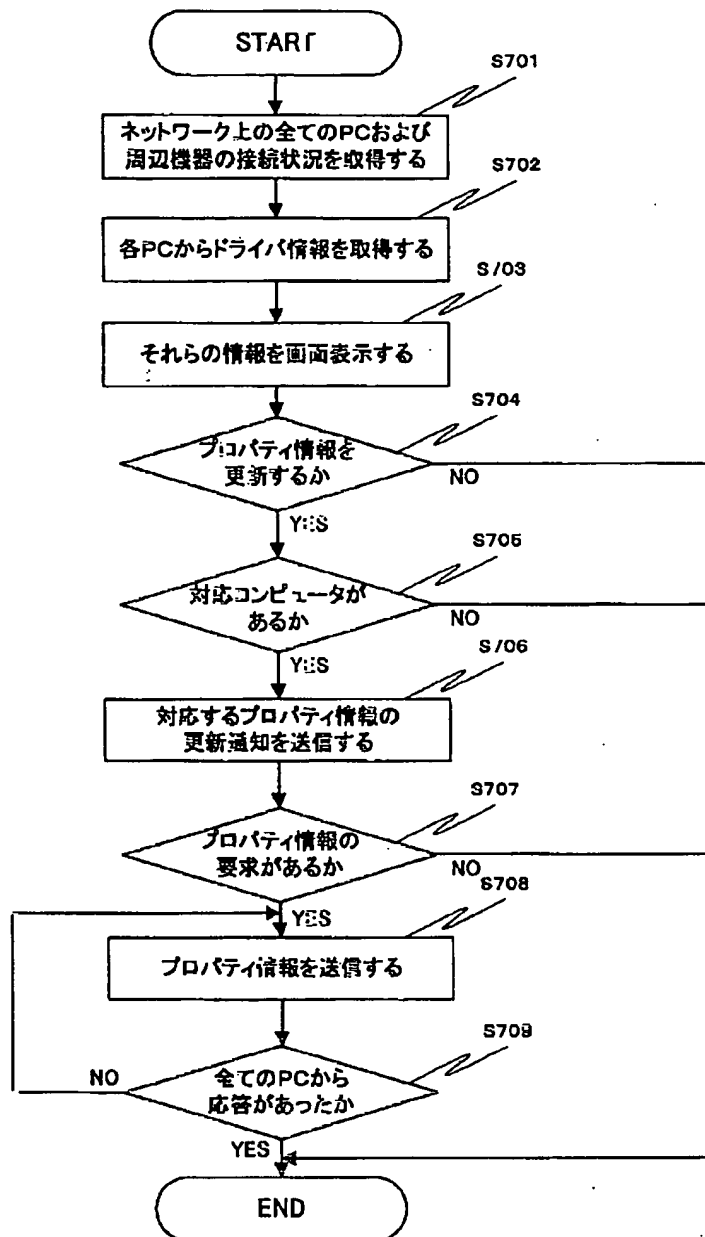 START
S701
ネットワーク上の全てのPCおよび
周辺機器の接続状況を取得する
S702
各PCからドライバ情報を取得する
S703
それらの情報を画面表示する
S704
プロパティ情報を
更新するか
NO
YES
S705
対応コンピュータが
あるか
NO
YES
S706
対応するプロパティ情報の
更新通知を送信する
S707
プロパティ情報の
要求があるか
NO
YES
S708
プロパティ情報を送信する
S709
全てのPCから
応答があったか
NO
YES
END